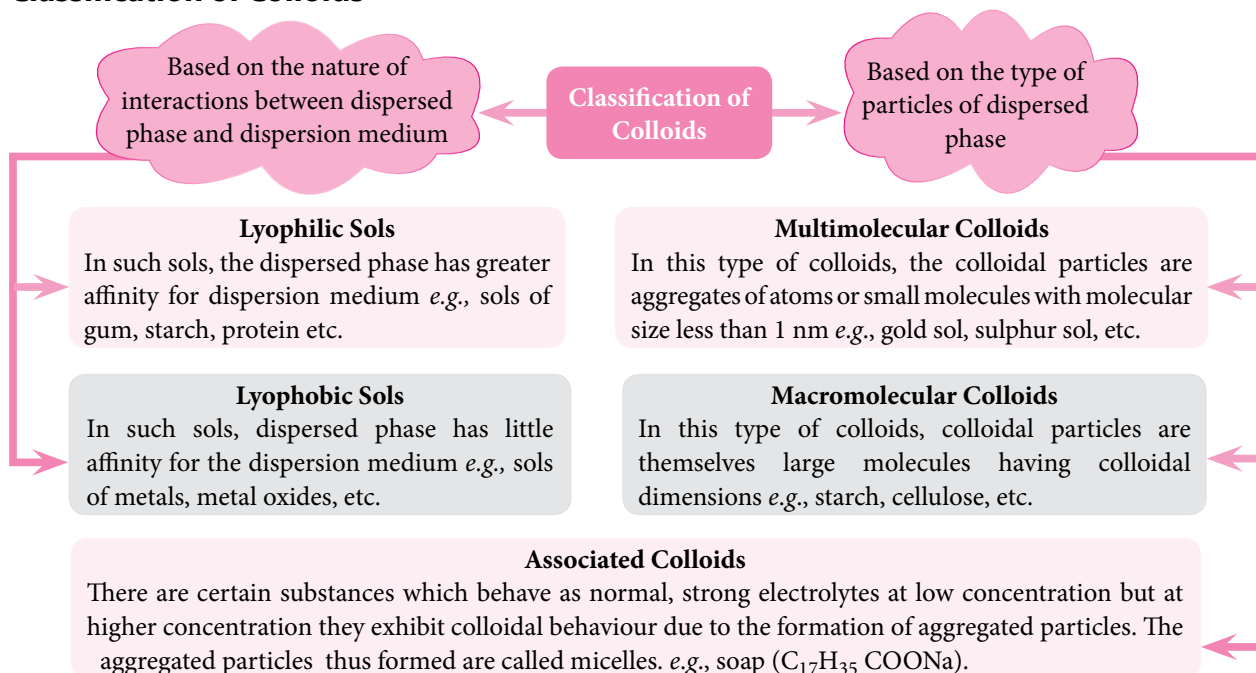 Classification of Colloids
Based on the nature of
interactions between dispersed
phase and dispersion medium
Classification of
Colloids
Based on the type of
particles of dispersed
phase
Lyophilic Sols
In such sols, the dispersed phase has greater
affinity for dispersion medium e.g., sols of
gum, starch, protein etc.
Multimolecular Colloids
In this type of colloids, the colloidal particles are
aggregates of atoms or small molecules with molecular
size less than 1 nm e.g., gold sol, sulphur sol, etc.
Lyophobic Sols
In such sols, dispersed phase has little
affinity for the dispersion medium e.g., sols
of metals, metal oxides, etc.
Macromolecular Colloids
In this type of colloids, colloidal particles are
themselves large molecules having colloidal
dimensions e.g., starch, cellulose, etc.
Associated Colloids
There are certain substances which behave as normal, strong electrolytes at low concentration but at
higher concentration they exhibit colloidal behaviour due to the formation of aggregated particles. The
aggregated particles thus formed are called micelles. e.g., soap (C₁₇H₃₅ COONa).